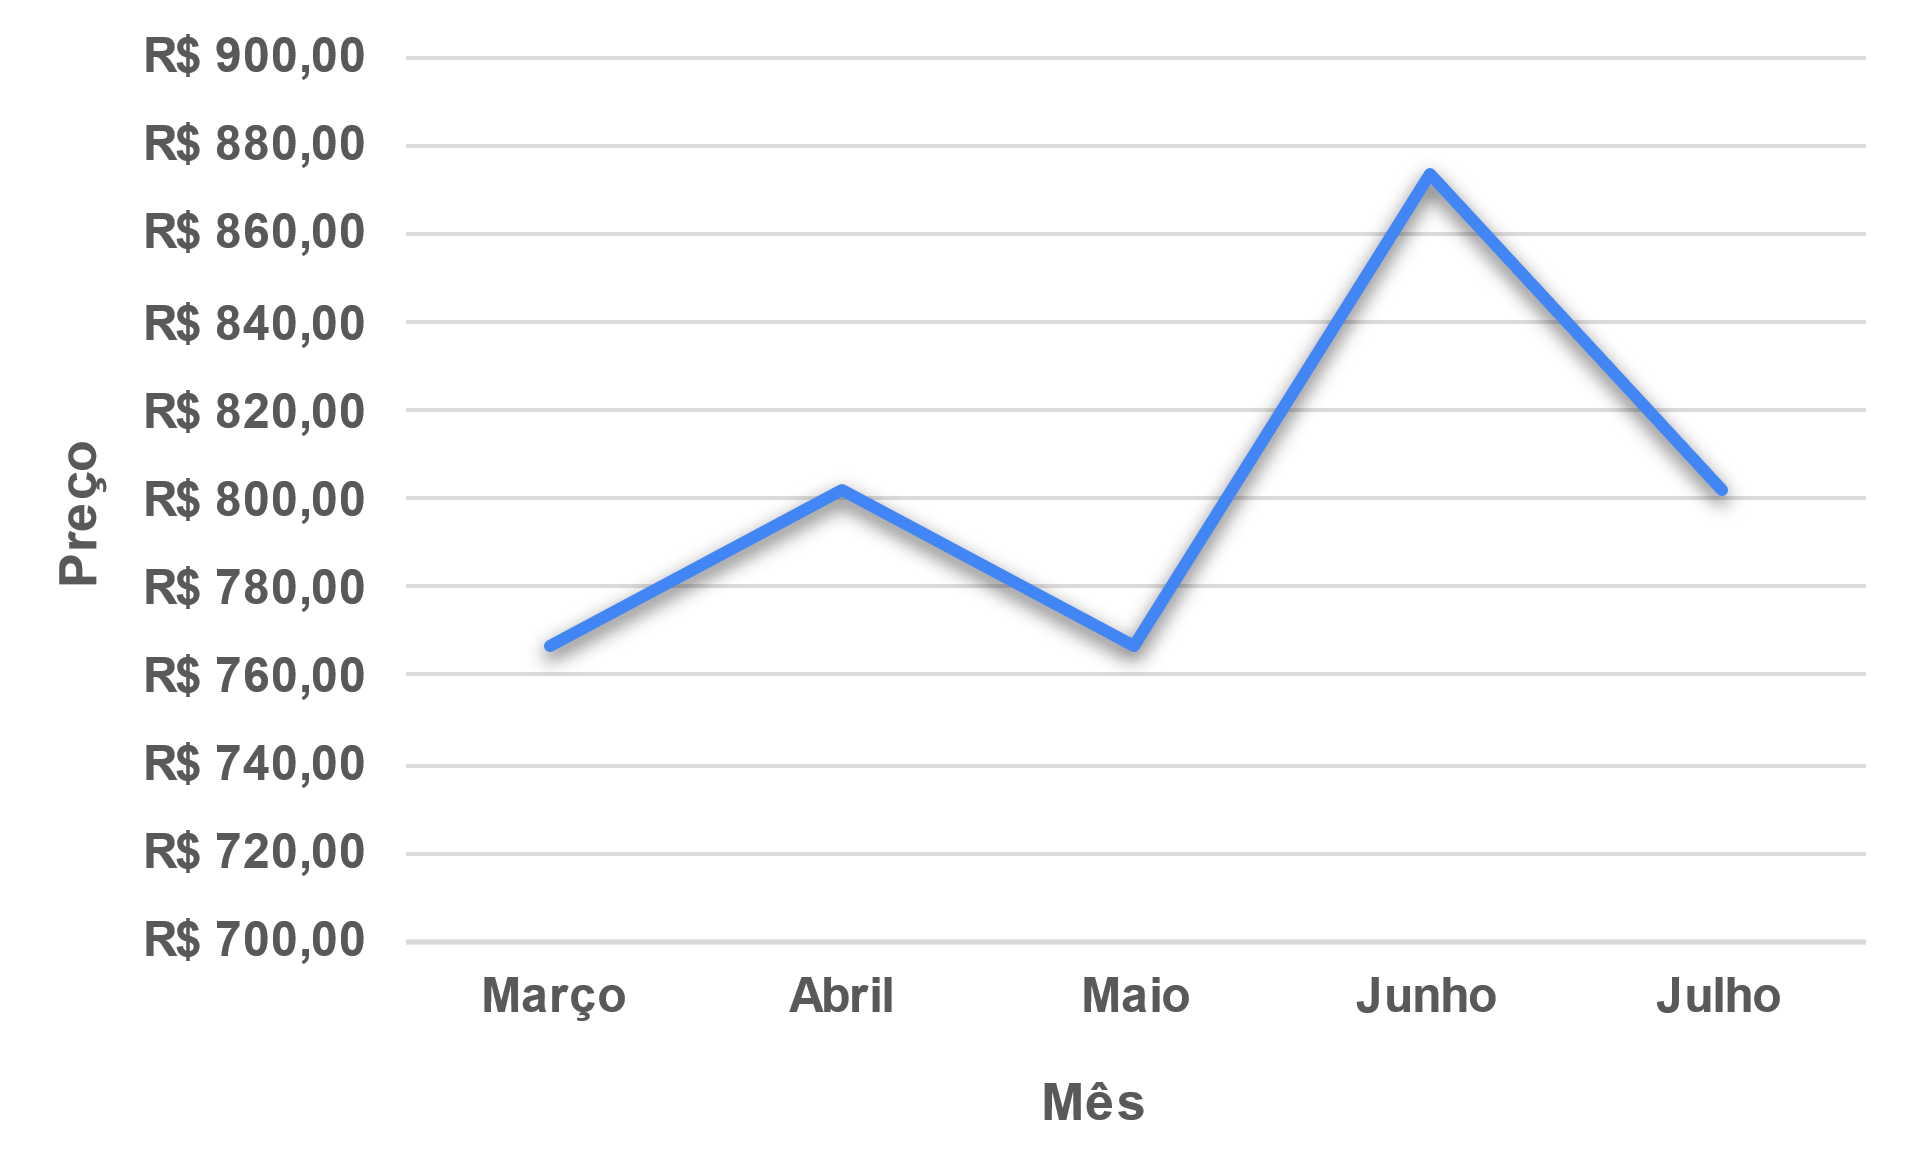 R$ 900,00
R$ 880,00
R$ 860,00
R$ 840,00
R$ 820,00
R$ 800,00
R$ 780,00
R$ 760,00
R$ 740,00
R$ 720,00
R$ 700,00
Preço
Março Abril Maio Junho Julho
Mês